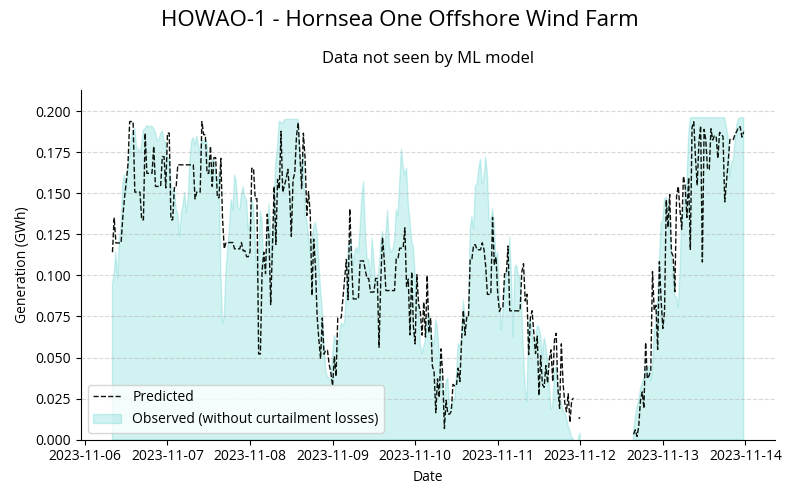 HOWAO-1 - Hornsea One Offshore Wind Farm
Data not seen by ML model
0.200
0.175
0.150
0.125
0.100
0.075
0.050
0.025
0.000
Generation (GWh)
Predicted
Observed (without curtailment losses)
2023-11-06 2023-11-07 2023-11-08 2023-11-09 2023-11-10 2023-11-11 2023-11-12 2023-11-13 2023-11-14
Date